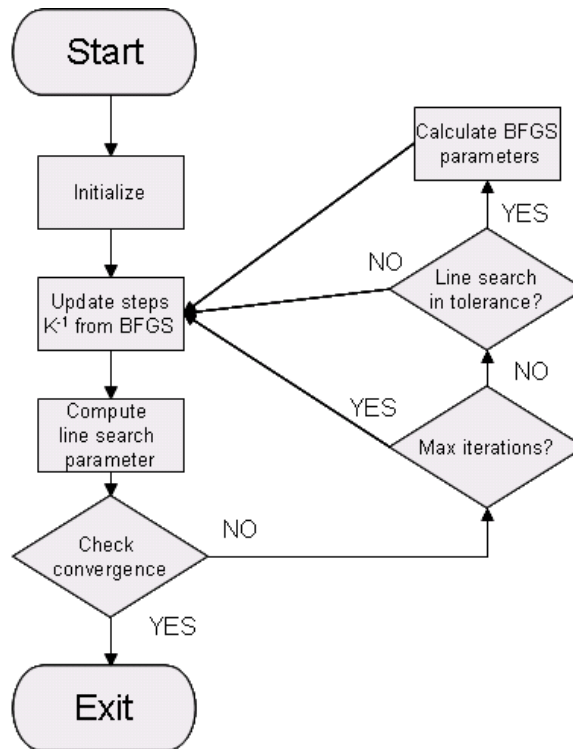 Start
Initialize
Update steps
K⁻¹ from BFGS
Compute
line search
parameter
Check
convergence
YES
Exit
NO
Max iterations?
YES
NO
Line search
in tolerance?
NO
YES
Calculate BFGS
parameters